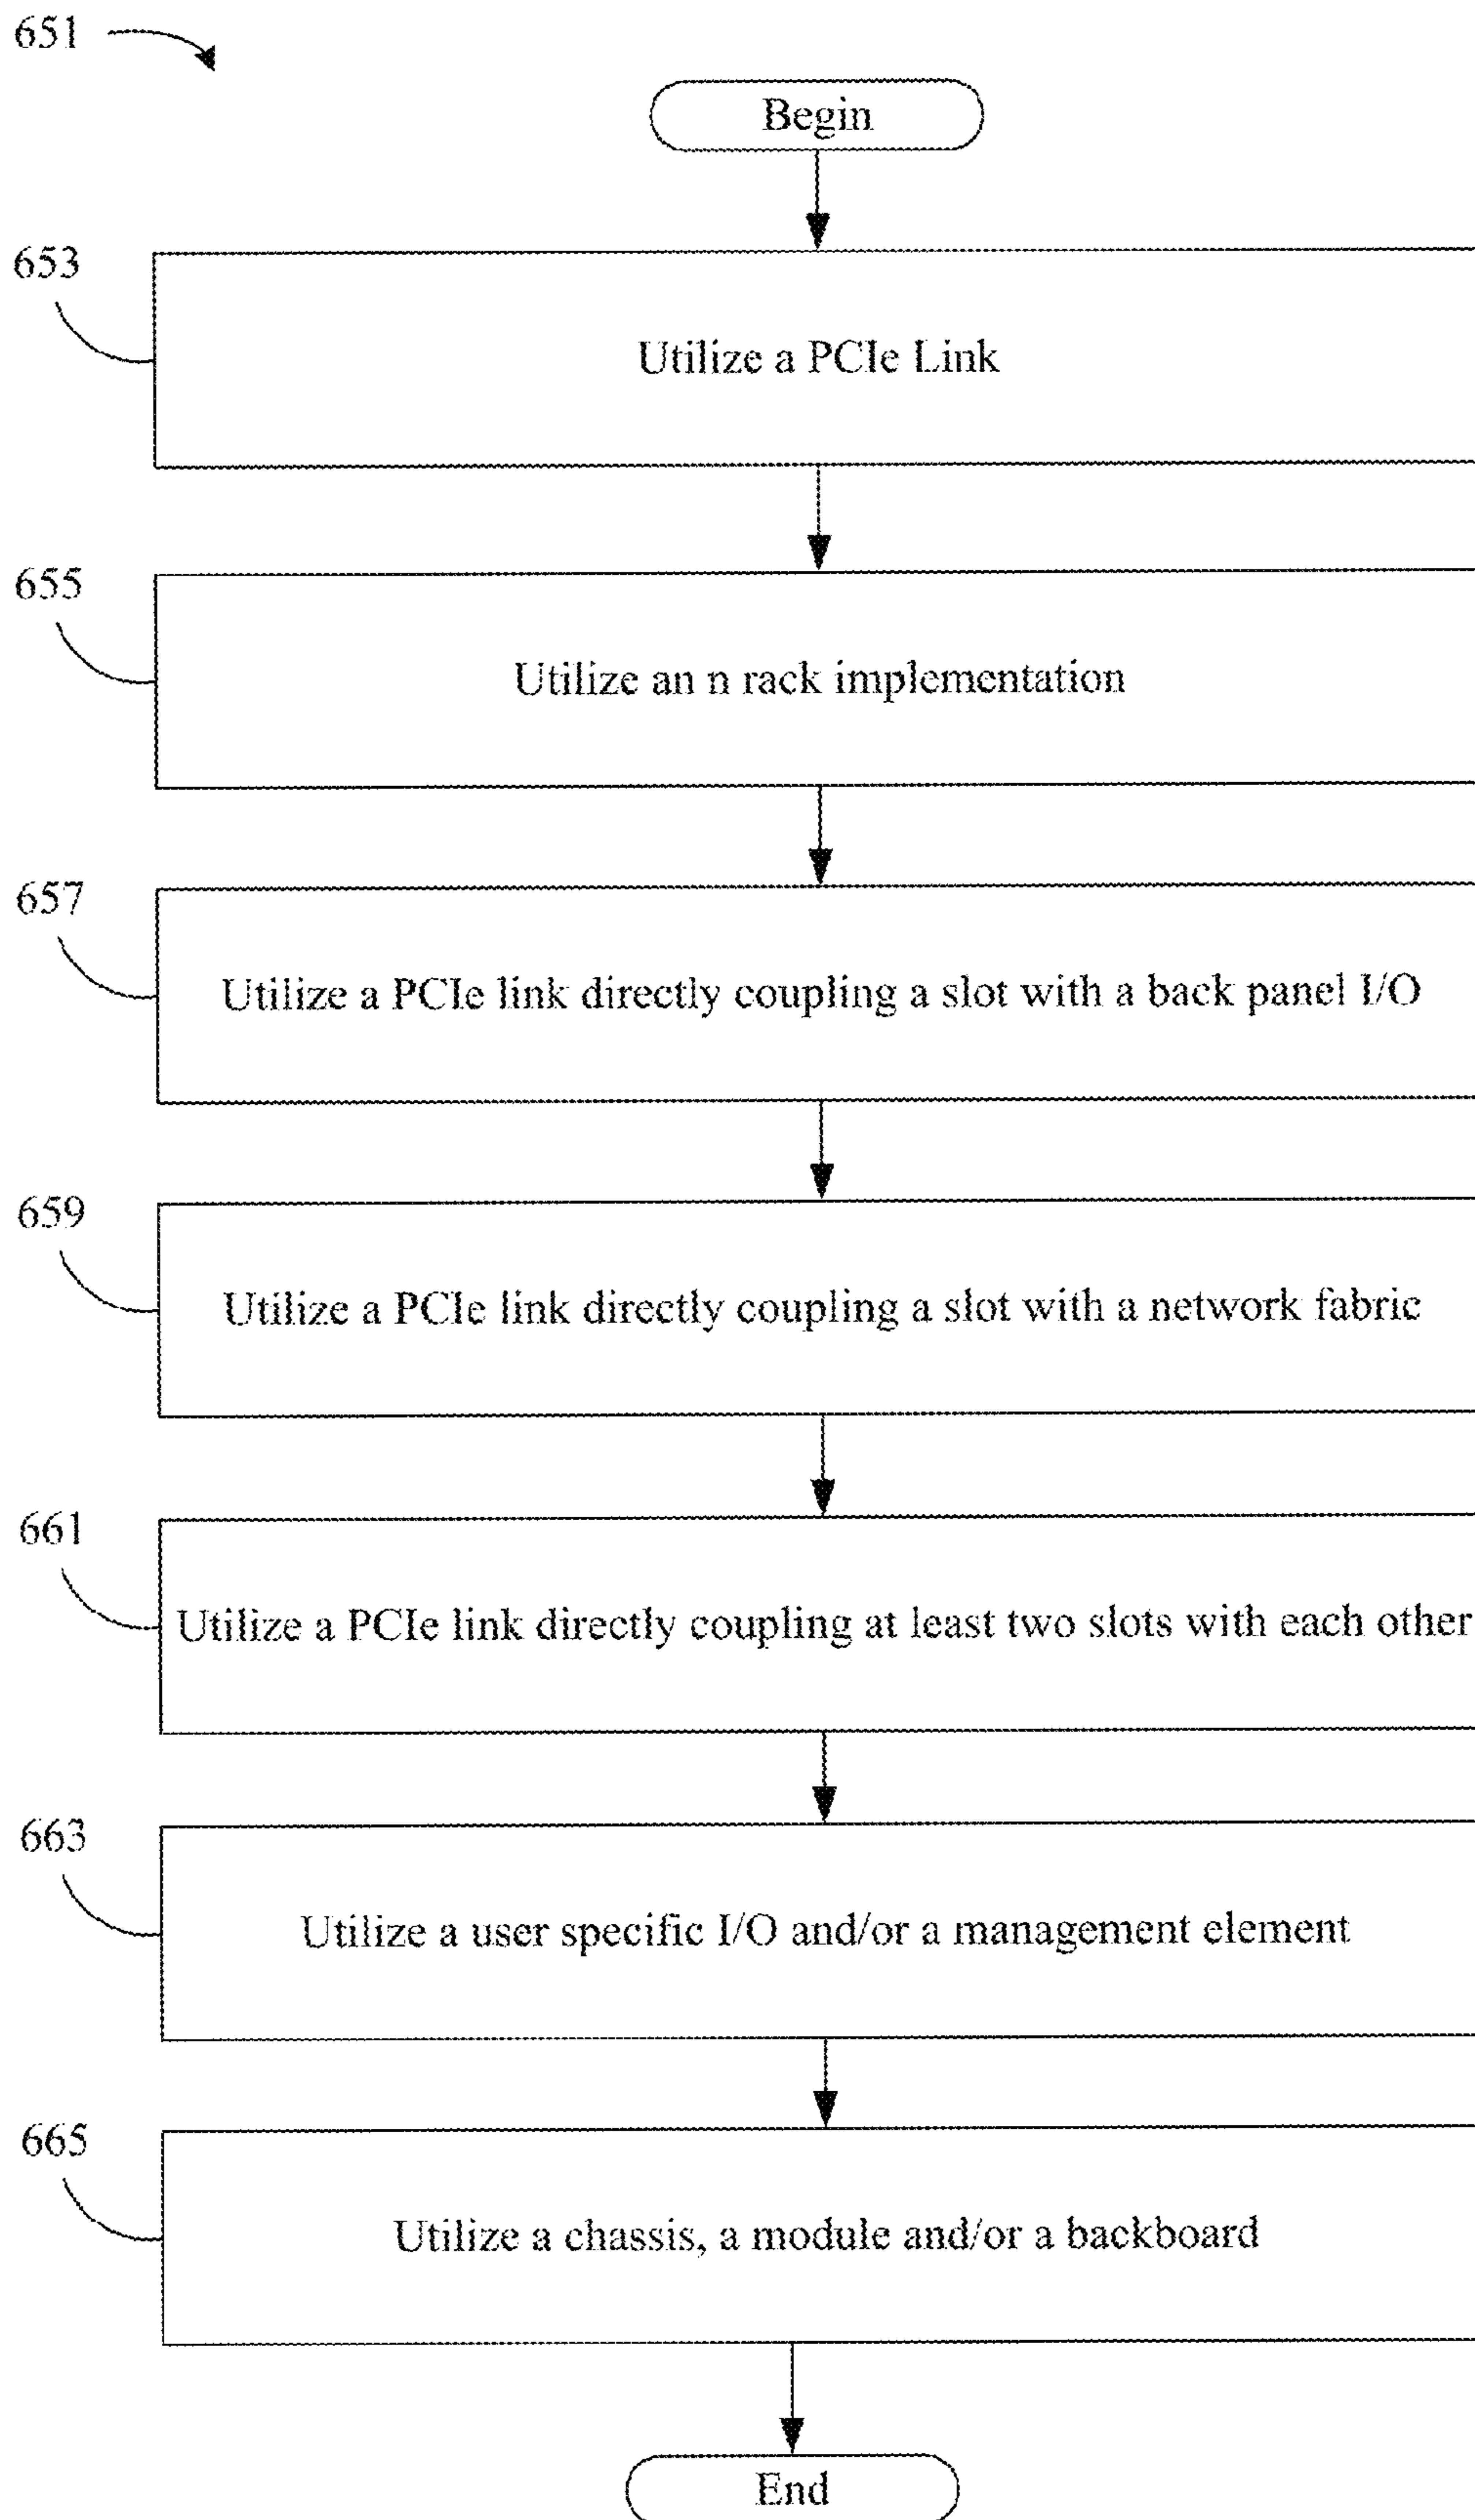 651
Begin
653
Utilize a PCIe Link
655
Utilize an n rack implementation
657
Utilize a PCIe link directly coupling a slot with a back panel I/O
659
Utilize a PCIe link directly coupling a slot with a network fabric
661
Utilize a PCIe link directly coupling at least two slots with each other
663
Utilize a user specific I/O and/or a management element
665
Utilize a chassis, a module and/or a backboard
End